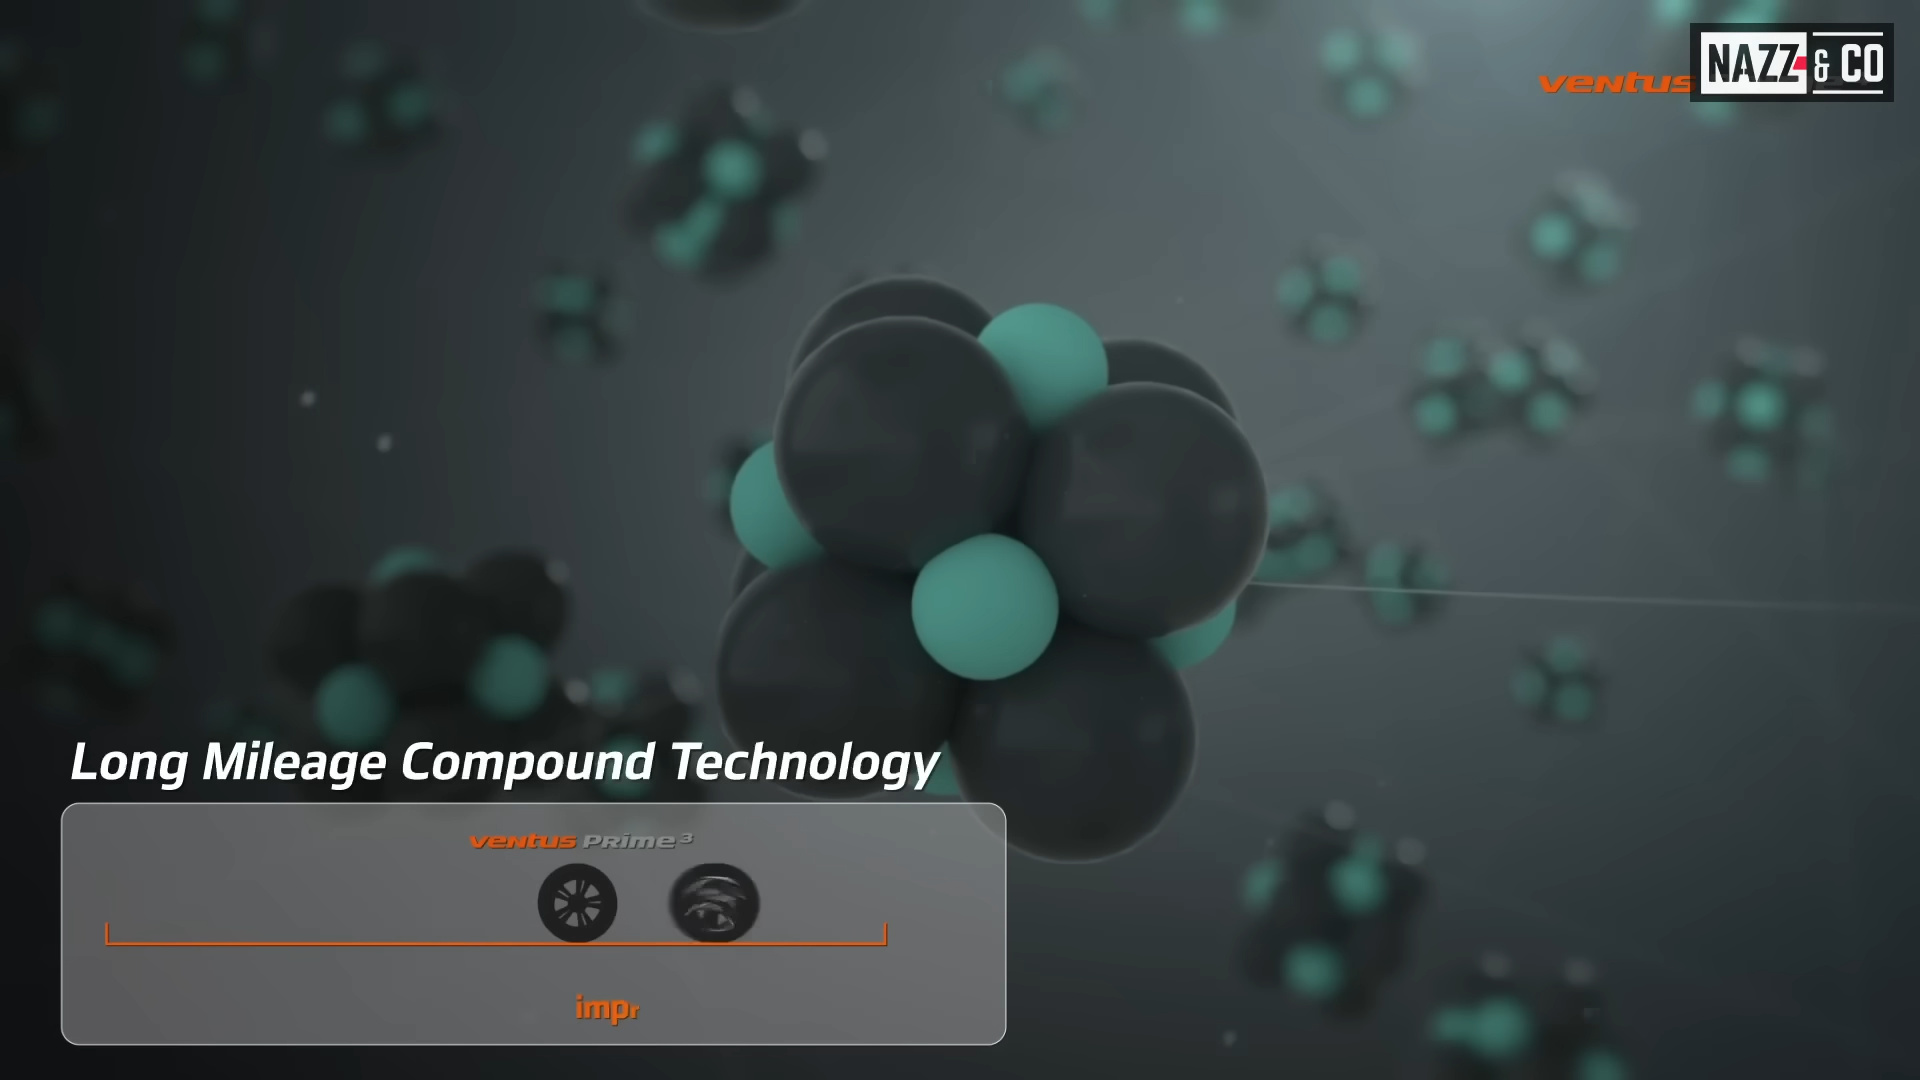 ventus
NAZZ & CO
Long Mileage Compound Technology
ventus PRime³
impr